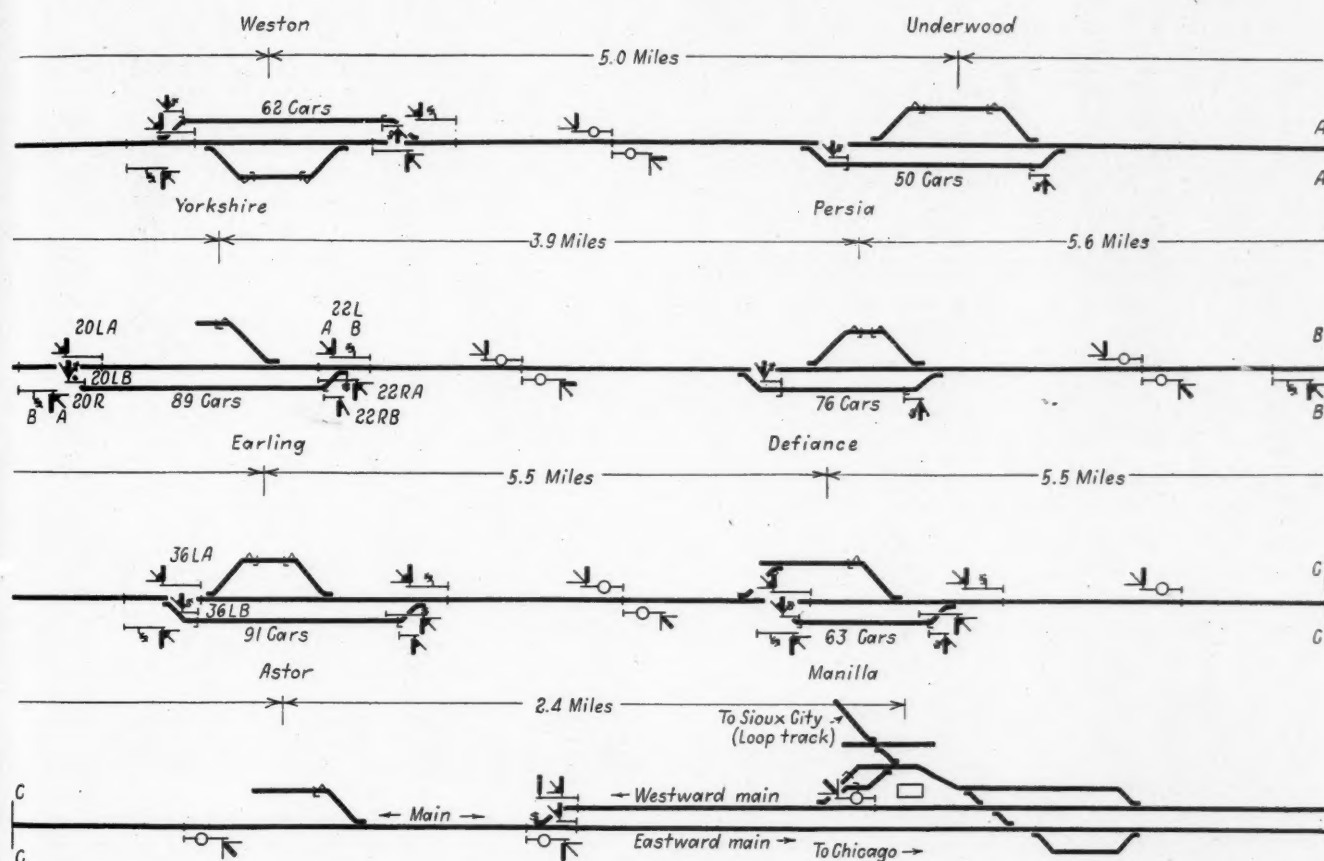 Weston Underwood
5.0 Miles
62 Cars
A
50 Cars
A
Yorkshire Persia
3.9 Miles 5.6 Miles
22L
20LA A B
B
20LB
22RA
B A 20R 89 Cars 22RB 76 Cars B
Earling Defiance
5.5 Miles 5.5 Miles
36LA
C
36LB
91 Cars 63 Cars C
Astor Manilla
2.4 Miles
To Sioux City
(Loop track)
C
Westward main
Main
Eastward main To Chicago
C